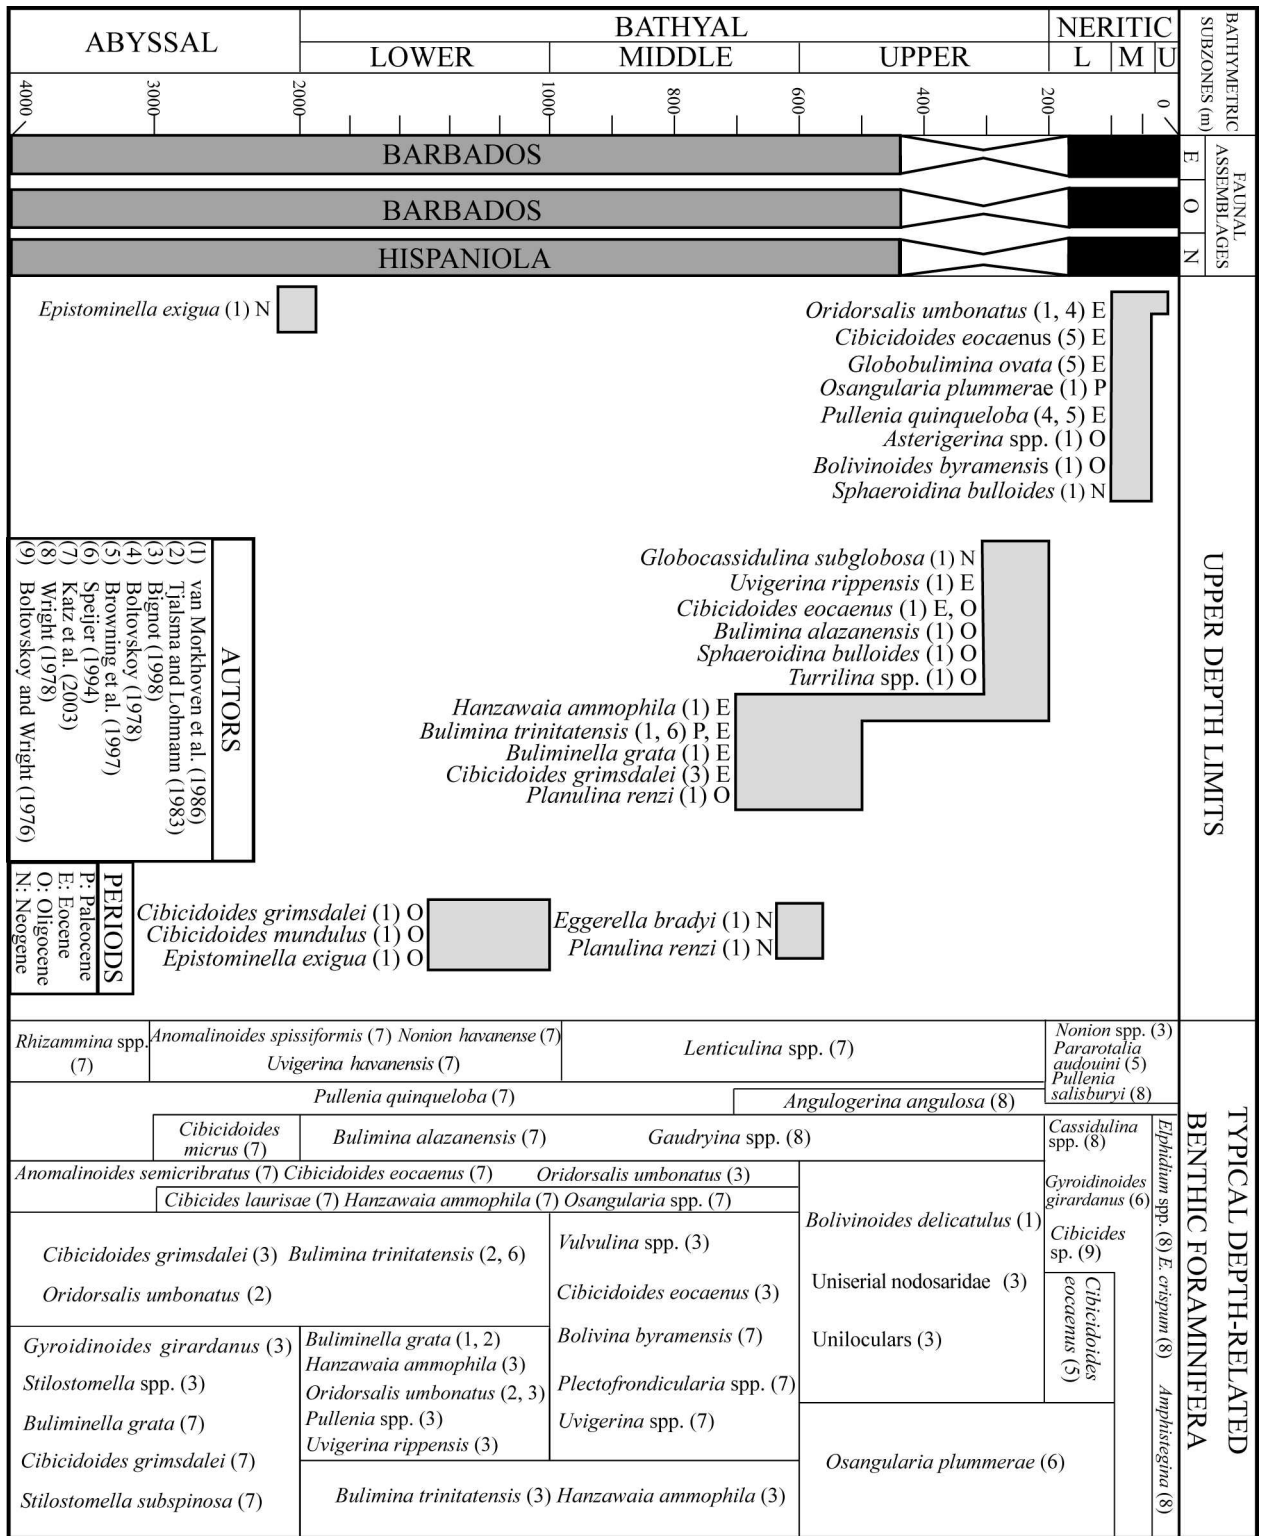 ABYSSAL
BATHYAL
NERITIC
LOWER
MIDDLE
UPPER
L
M
U
BATHYMETRIC
SUBZONES (m)
4000
3000
2000
1000
800
600
400
200
0
BARBADOS
E
BARBADOS
O
HISPANIOLA
N
FAUNAL
ASSEMBLAGES
Epistominella exigua (1) N
Oridorsalis umbonatus (1, 4) E
Cibicidoides eocaenus (5) E
Globobulimina ovata (5) E
Osangularia plummerae (1) P
Pullenia quinqueloba (4, 5) E
Asterigerina spp. (1) O
Bolivinoides byramensis (1) O
Sphaeroidina bulloides (1) N
Globocassidulina subglobosa (1) N
Uvigerina rippensis (1) E
Cibicidoides eocaenus (1) E, O
Bulimina alazanensis (1) O
Sphaeroidina bulloides (1) O
Turrilina spp. (1) O
Hanzawaia ammophila (1) E
Bulimina trinitatensis (1, 6) P, E
Buliminella grata (1) E
Cibicidoides grimsdalei (3) E
Planulina renzi (1) O
UPPER DEPTH LIMITS
AUTORS
(1) van Morkhoven et al. (1986)
(2) Tjalsma and Lohmann (1983)
(3) Bignot (1998)
(4) Boltovskoy (1978)
(5) Browning et al. (1997)
(6) Speijer (1994)
(7) Katz et al. (2003)
(8) Wright (1978)
(9) Boltovskoy and Wright (1976)
PERIODS
P: Paleocene
E: Eocene
O: Oligocene
N: Neogene
Cibicidoides grimsdalei (1) O
Cibicidoides mundulus (1) O
Epistominella exigua (1) O
Eggerella bradyi (1) N
Planulina renzi (1) N
Rhizammina spp.
(7)
Anomalinoides spissiformis (7) Nonion havanense (7)
Uvigerina havanensis (7)
Lenticulina spp. (7)
Nonion spp. (3)
Pararotalia
audouini (5)
Pullenia
salisburyi (8)
Pullenia quinqueloba (7)
Angulogerina angulosa (8)
Cibicidoides
micrus (7)
Bulimina alazanensis (7)
Gaudryina spp. (8)
Cassidulina
spp. (8)
Gyroidinoides
girardanus (6)
Cibicides
sp. (9)
Cibicidoides
eocaenus (5)
Elphidium spp. (8) E. crispum (8) Amphistegina (8)
Anomalinoides semicribratus (7) Cibicidoides eocaenus (7) Oridorsalis umbonatus (3)
Cibicides laurisae (7) Hanzawaia ammophila (7) Osangularia spp. (7)
Cibicidoides grimsdalei (3) Bulimina trinitatensis (2, 6)
Oridorsalis umbonatus (2)
Vulvulina spp. (3)
Cibicidoides eocaenus (3)
Bolivina byramensis (7)
Plectofrondicularia spp. (7)
Uvigerina spp. (7)
Bolivinoides delicatulus (1)
Uniserial nodosaridae (3)
Uniloculars (3)
Gyroidinoides girardanus (3)
Stilostomella spp. (3)
Buliminella grata (7)
Cibicidoides grimsdalei (7)
Stilostomella subspinosa (7)
Buliminella grata (1, 2)
Hanzawaia ammophila (3)
Oridorsalis umbonatus (2, 3)
Pullenia spp. (3)
Uvigerina rippensis (3)
Bulimina trinitatensis (3) Hanzawaia ammophila (3)
Osangularia plummerae (6)
TYPICAL DEPTH-RELATED
BENTHIC FORAMINIFERA